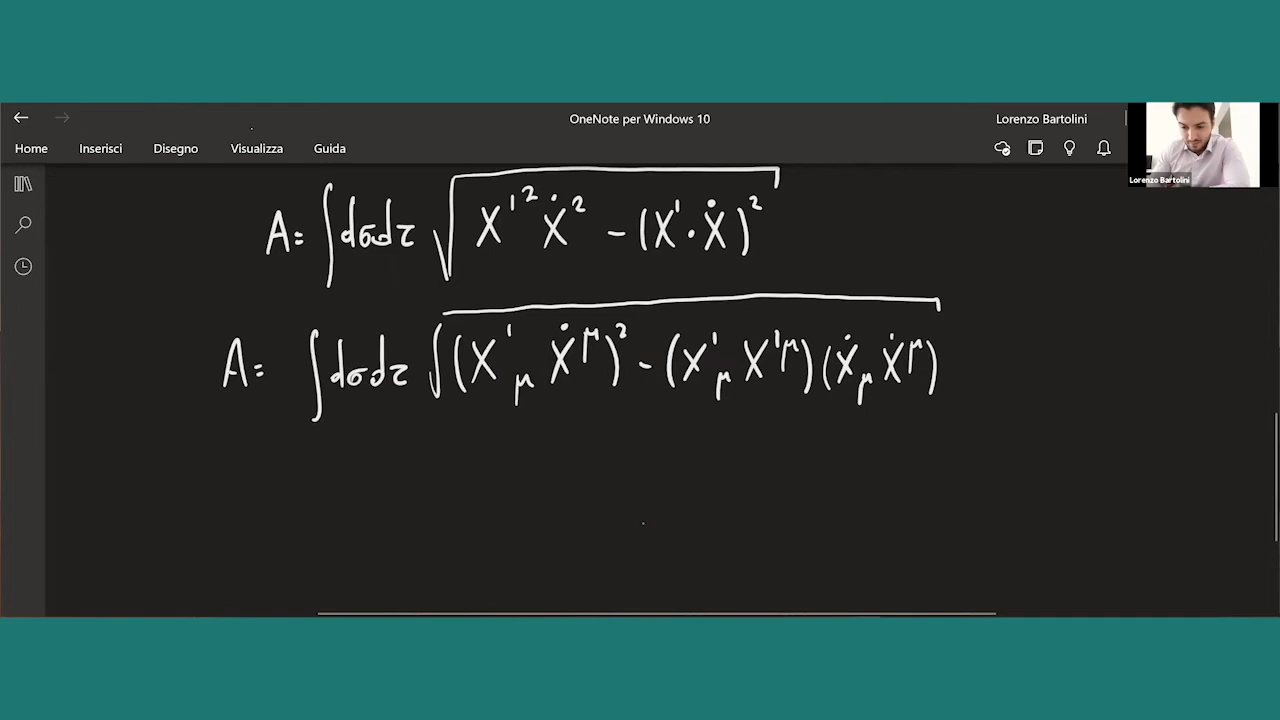 OneNote per Windows 10
Lorenzo Bartolini
Home Inserisci Disegno Visualizza Guida
Lorenzo Bartolini
A = ∫ dσdτ √(X'² Ẋ² - (X' · Ẋ)²)
A = ∫ dσdτ √((X'_μ Ẋ^μ)² - (X'_μ X'^μ)(Ẋ_μ Ẋ^μ))